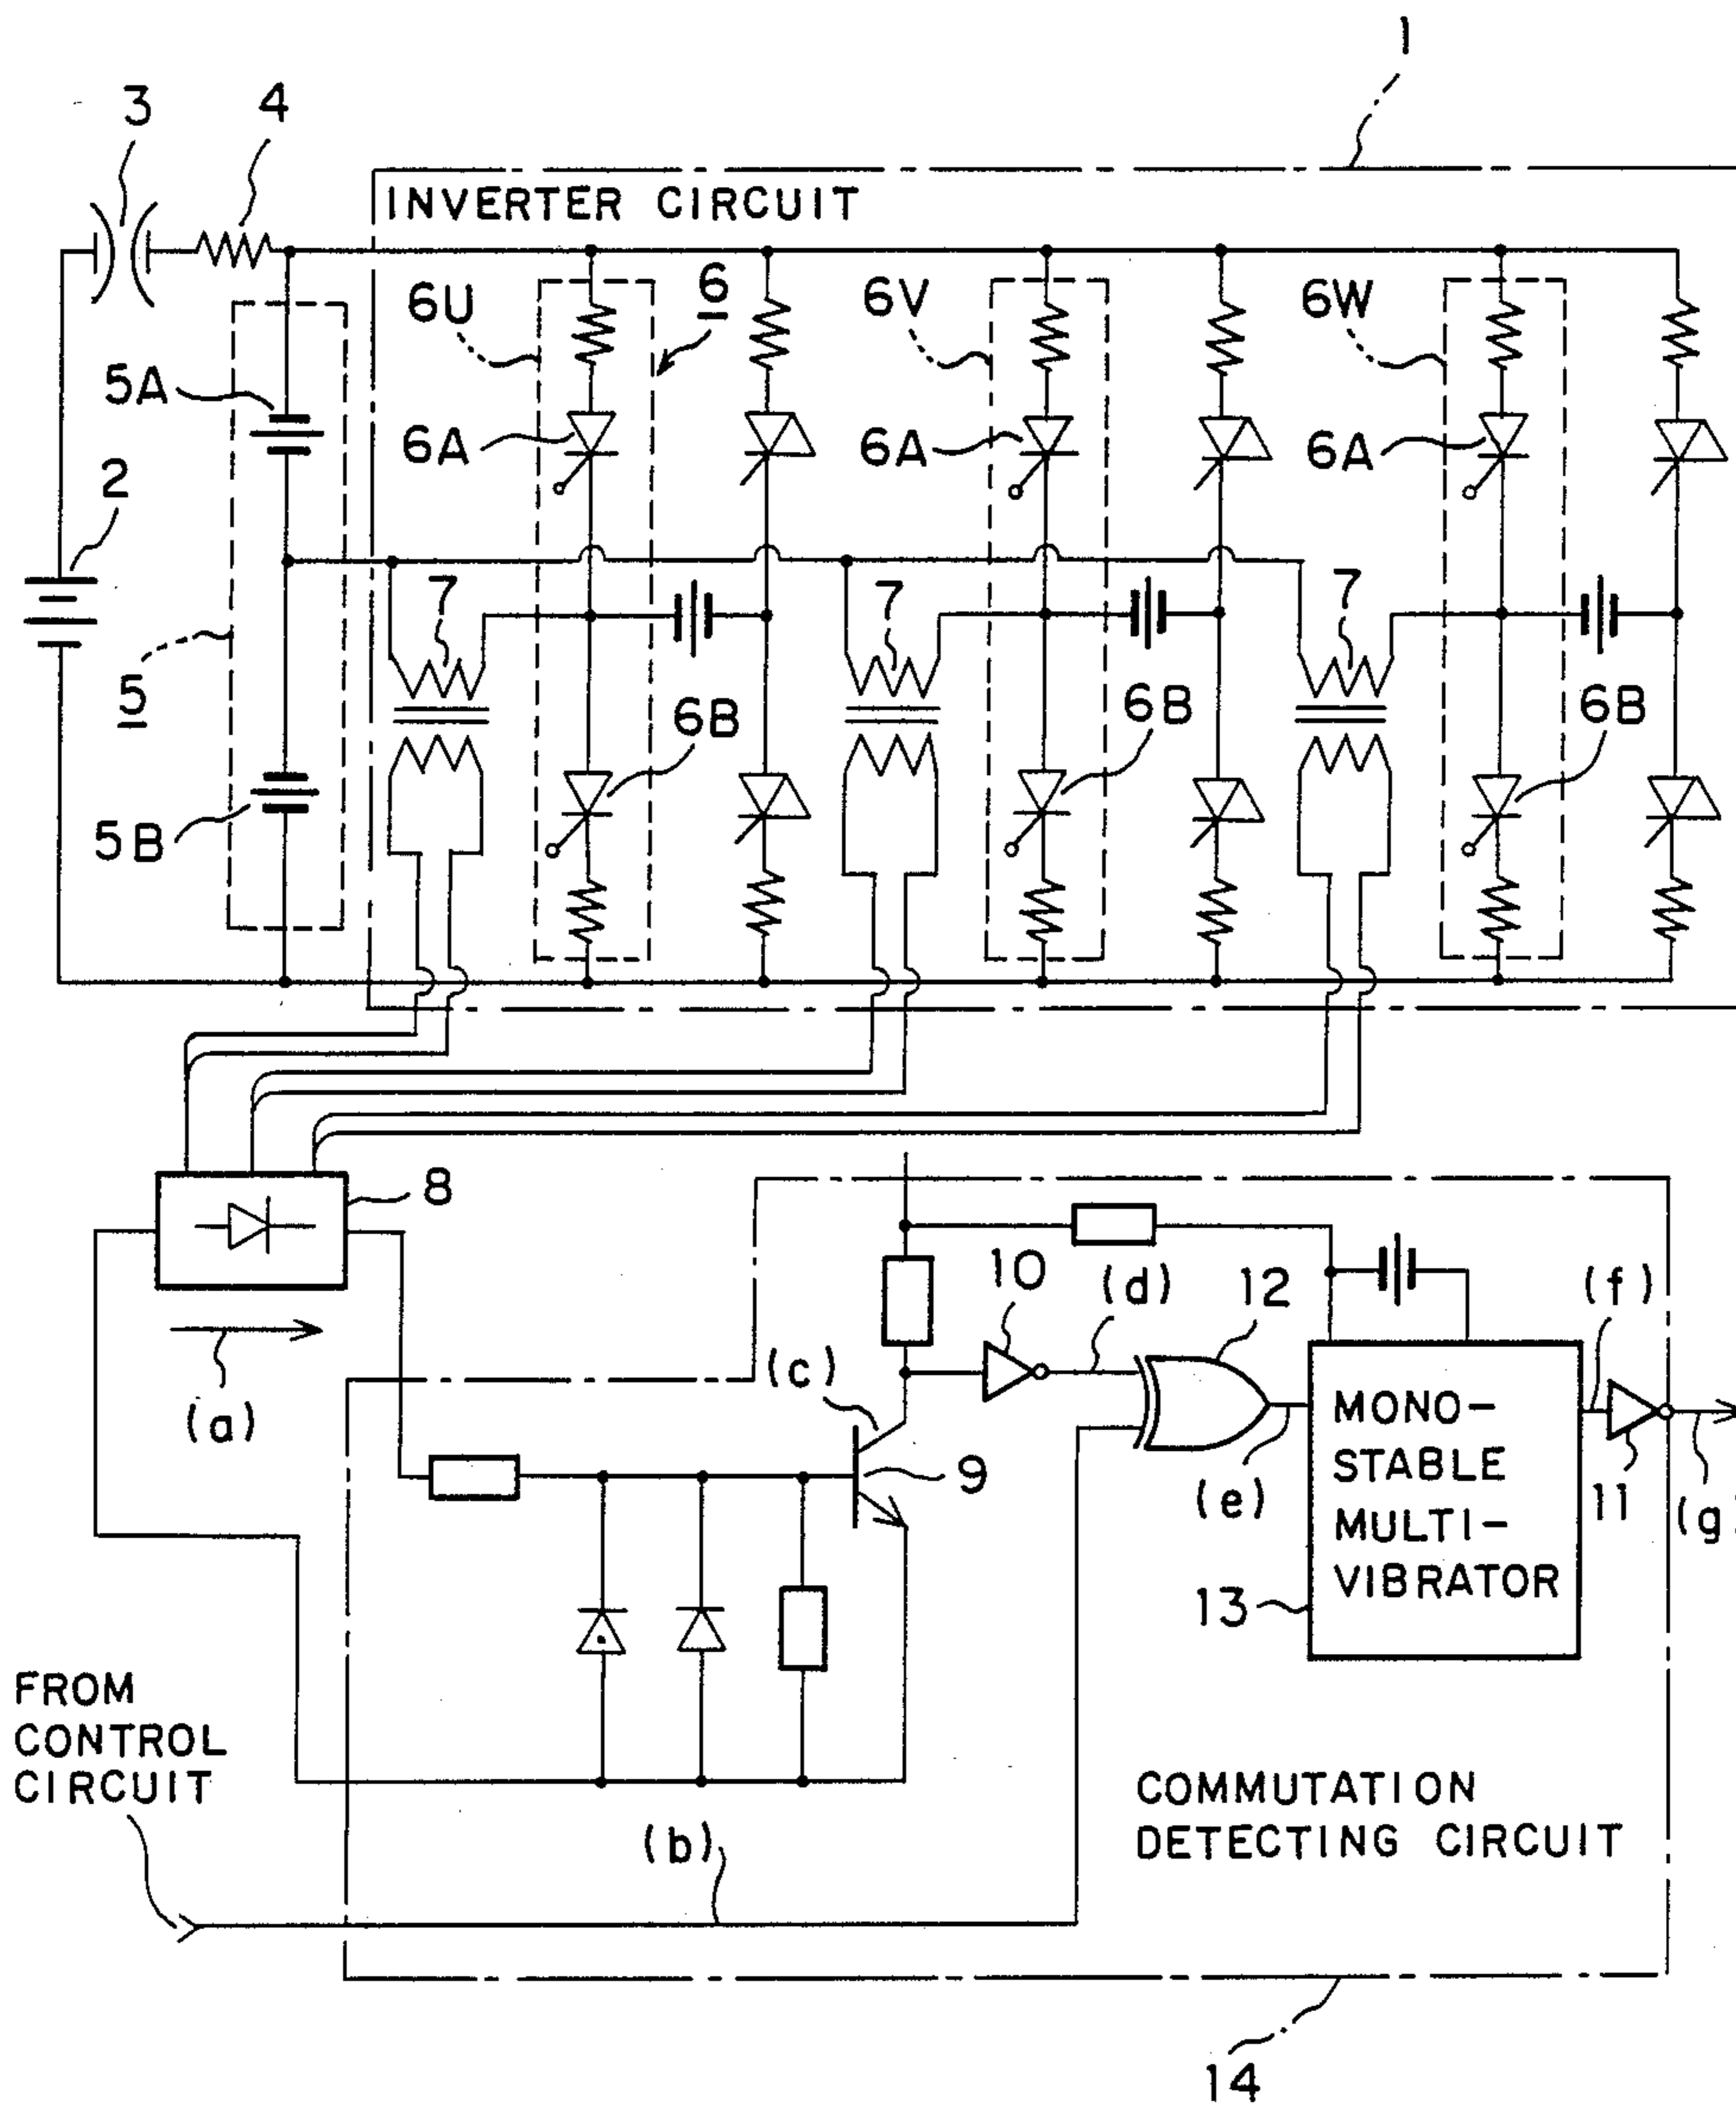 1
3
4
INVERTER CIRCUIT
6U
6
6V
6W
5A
6A
6A
6A
2
7
7
7
5
6B
6B
6B
5B
8
10
(d)
12
(f)
(c)
(a)
MONO-
STABLE
MULTI-
VIBRATOR
9
(e)
11
(g)
13
FROM
CONTROL
CIRCUIT
COMMUTATION
DETECTING CIRCUIT
(b)
14